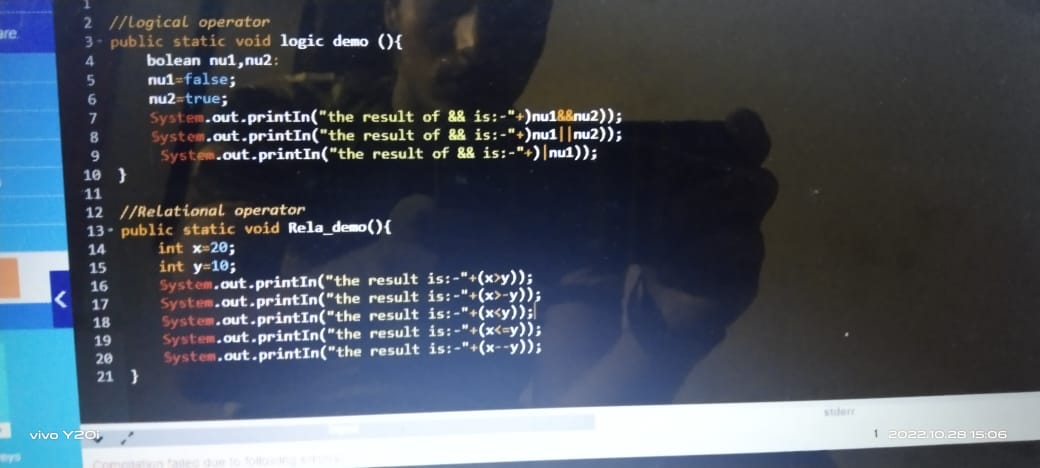 are.
1
2 //logical operator
3 public static void logic demo (){
4 bolean nu1,nu2:
5 nu1=false;
6 nu2=true;
7 System.out.printIn("the result of && is:-"+)nu1&&nu2));
8 System.out.printIn("the result of && is:-"+)nu1||nu2));
9 System.out.printIn("the result of && is:-"+)|nu1));
10 }
11
12 //Relational operator
13 public static void Rela_demo(){
14 int x=20;
15 int y=10;
16 System.out.printIn("the result is:-"+(x>y));
17 System.out.printIn("the result is:-"+(x>-y));
18 System.out.printIn("the result is:-"+(x<y));
19 System.out.printIn("the result is:-"+(x<=y));
20 System.out.printIn("the result is:-"+(x--y));
21 }
stderr
1
vivo Y20i
2022.10.28 15:06
Compilation failed due to following